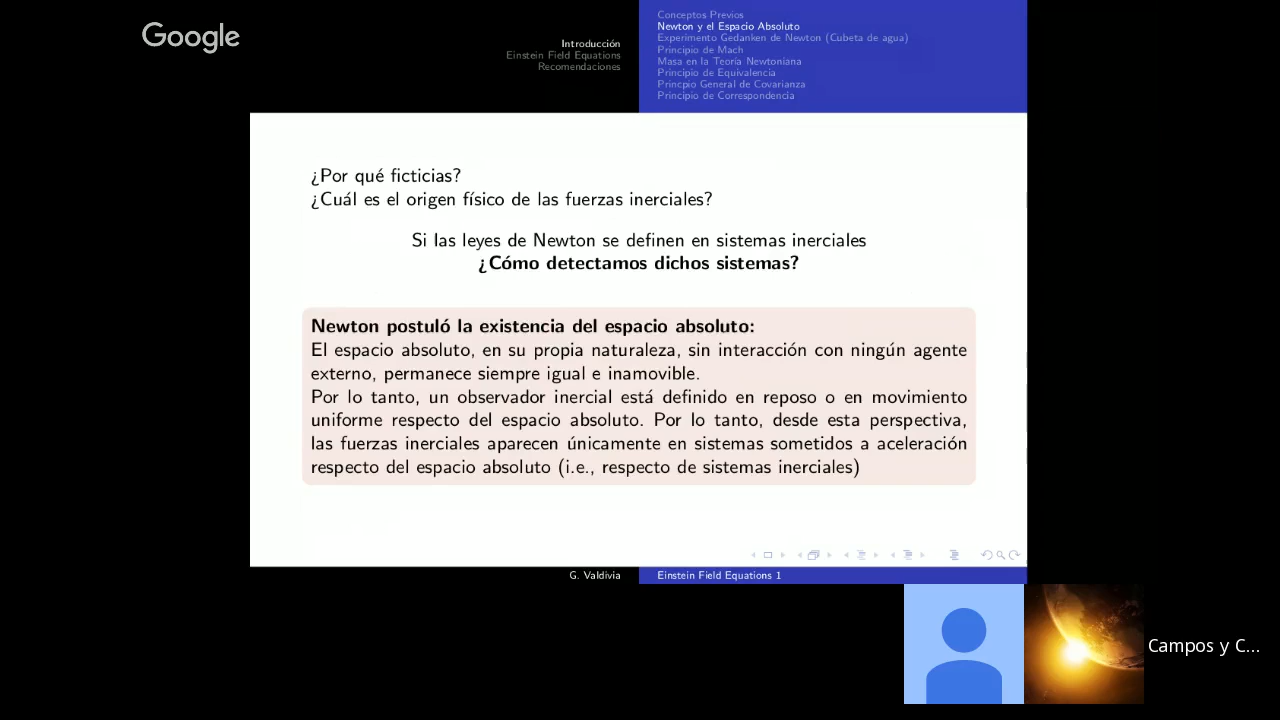 Google
Introducción
Einstein Field Equations
Recomendaciones
Conceptos Previos
Newton y el Espacio Absoluto
Experimento Gedanken de Newton (Cubeta de agua)
Principio de Mach
Masa en la Teoría Newtoniana
Principio de Equivalencia
Princpio General de Covarianza
Principio de Correspondencia
¿Por qué ficticias?
¿Cuál es el origen físico de las fuerzas inerciales?
Si las leyes de Newton se definen en sistemas inerciales
¿Cómo detectamos dichos sistemas?
Newton postuló la existencia del espacio absoluto:
El espacio absoluto, en su propia naturaleza, sin interacción con ningún agente
externo, permanece siempre igual e inamovible.
Por lo tanto, un observador inercial está definido en reposo o en movimiento
uniforme respecto del espacio absoluto. Por lo tanto, desde esta perspectiva,
las fuerzas inerciales aparecen únicamente en sistemas sometidos a aceleración
respecto del espacio absoluto (i.e., respecto de sistemas inerciales)
G. Valdivia
Einstein Field Equations 1
Campos y C...